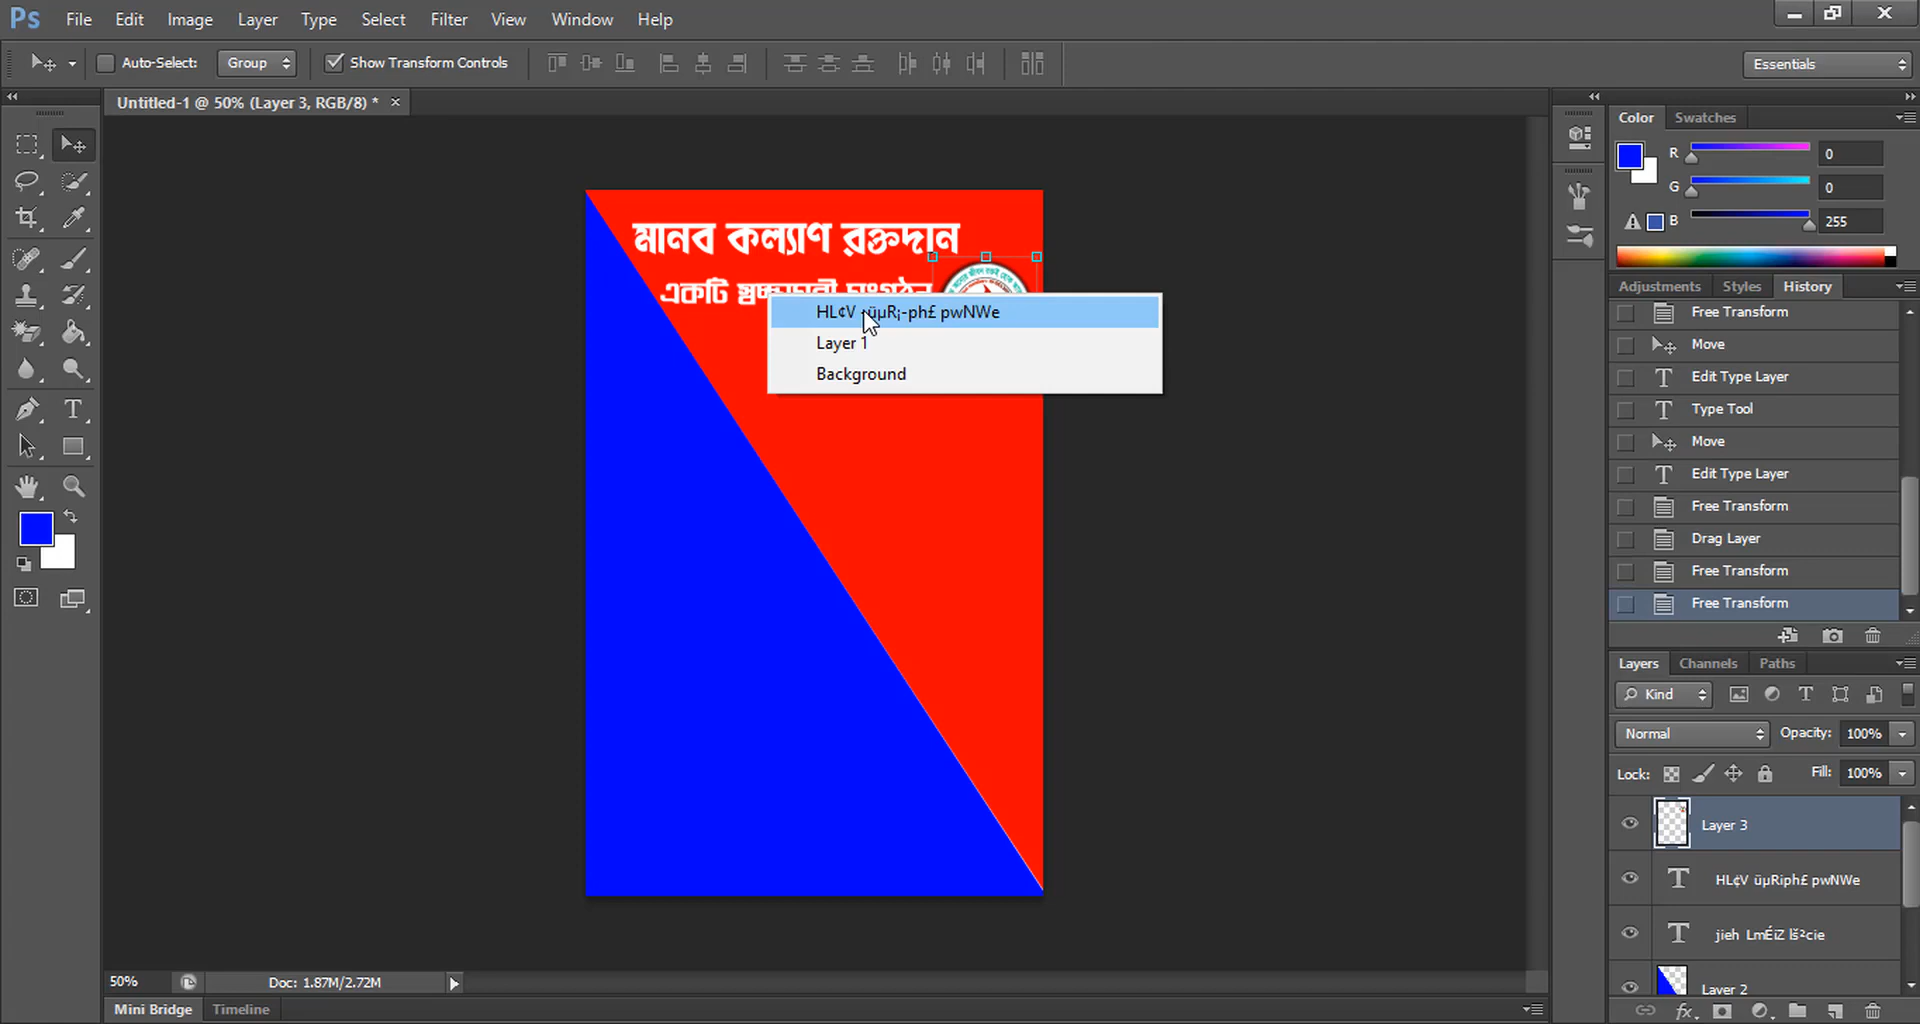 Ps File Edit Image Layer Type Select Filter View Window Help
Auto-Select: Group Show Transform Controls Essentials
Untitled-1 @ 50% (Layer 3, RGB/8) * ×
Color Swatches
R 0
G 0
B 255
মানব কল্যাণ রক্তদান
একটি
HL¢V
pwNWe
Layer 1
Background
Adjustments Styles History
Free Transform
Move
Edit Type Layer
Type Tool
Move
Edit Type Layer
Free Transform
Drag Layer
Free Transform
Free Transform
Layers Channels Paths
Kind
Normal Opacity: 100%
Lock: Fill: 100%
Layer 3
HL¢V üµRiph£ pwNWe
jieh LmÉiZ lš²cie
Layer 2
50% Doc: 1.87M/2.72M
Mini Bridge Timeline